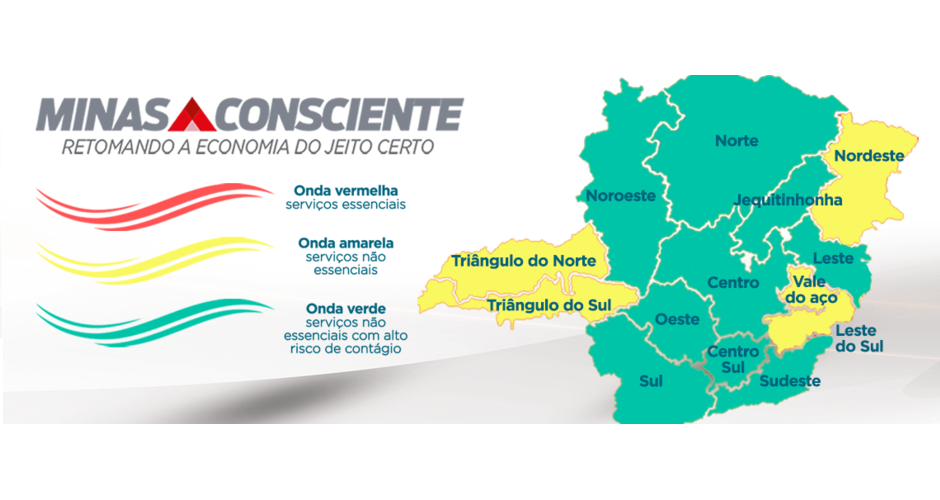 MINAS CONSCIENTE
RETOMANDO A ECONOMIA DO JEITO CERTO
Onda vermelha
serviços essenciais
Onda amarela
serviços não
essenciais
Onda verde
serviços não
essenciais com alto
risco de contágio
Norte
Nordeste
Noroeste
Jequitinhonha
Triângulo do Norte
Leste
Centro
Vale
do aço
Triângulo do Sul
Oeste
Leste
do Sul
Centro
Sul
Sul
Sudeste